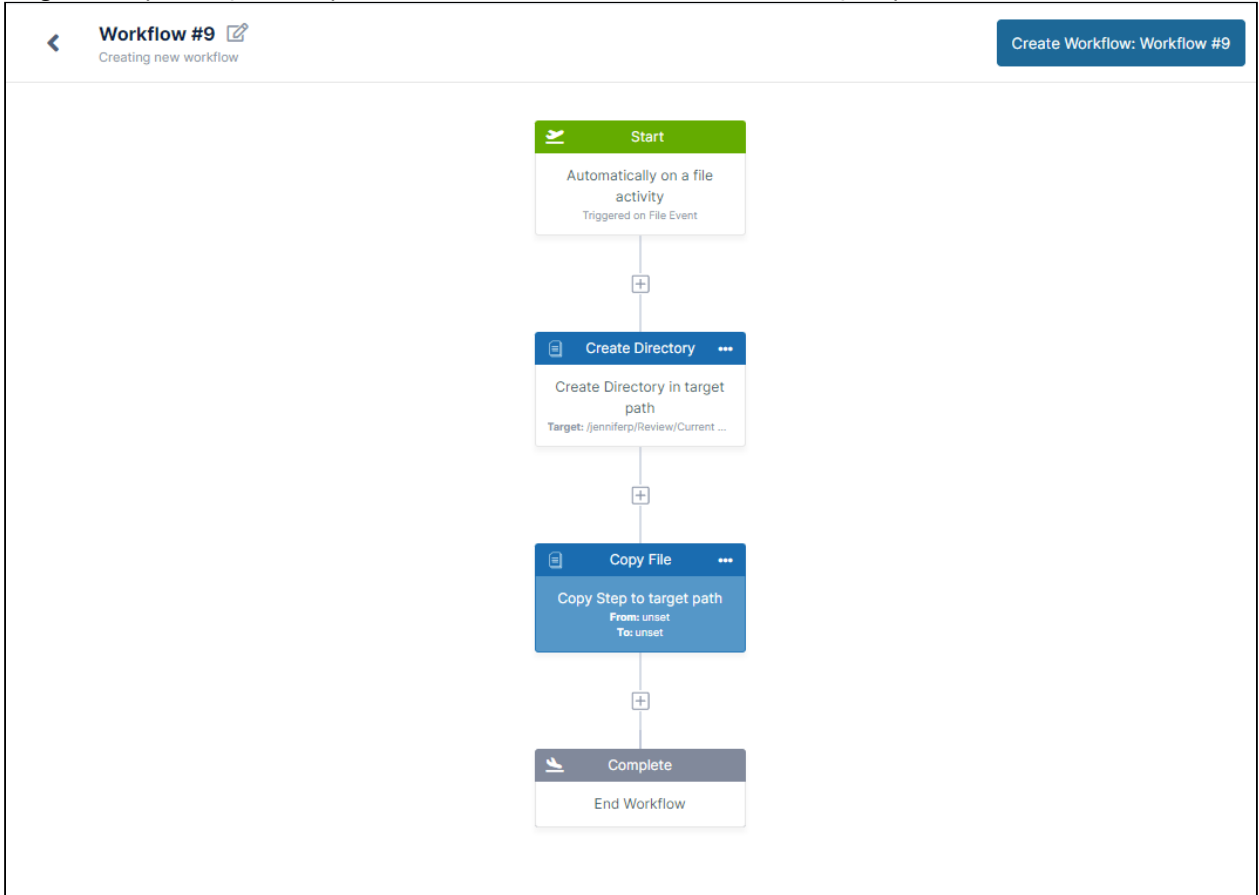 Workflow #9
Creating new workflow
Create Workflow: Workflow #9
Start
Automatically on a file
activity
Triggered on File Event
Create Directory
Create Directory in target
path
Target: /jenniferp/Review/Current ...
Copy File
Copy Step to target path
From: unset
To: unset
Complete
End Workflow